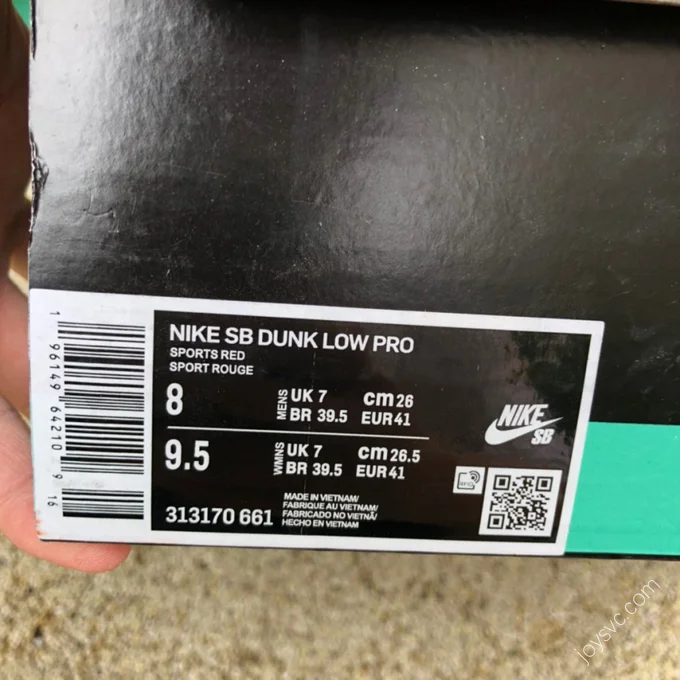 NIKE SB DUNK LOW PRO
SPORTS RED
SPORT ROUGE
8 MENS UK 7 cm 26
BR 39.5 EUR 41
9.5 WMNS UK 7 cm 26.5
BR 39.5 EUR 41
313170 661
MADE IN VIETNAM/
FABRIQUE AU VIETNAM/
FABRICADO NO VIETNÃ/
HECHO EN VIETNAM
NIKE
SB
RFID
1 96149 64210 9 16
joysvc.com